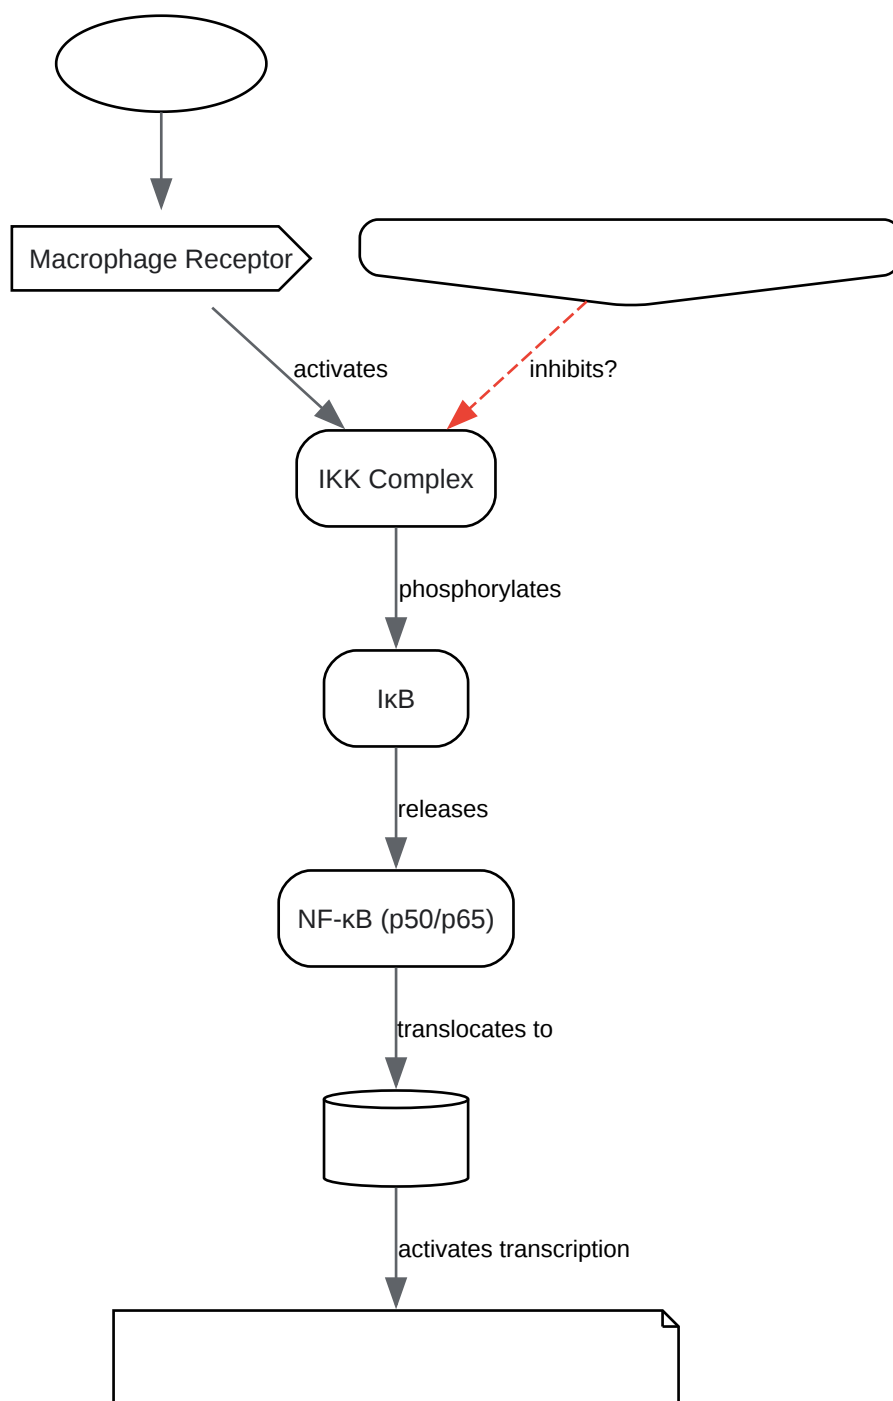 Macrophage Receptor
activates
inhibits?
IKK Complex
phosphorylates
IκB
releases
NF-κB (p50/p65)
translocates to
activates transcription